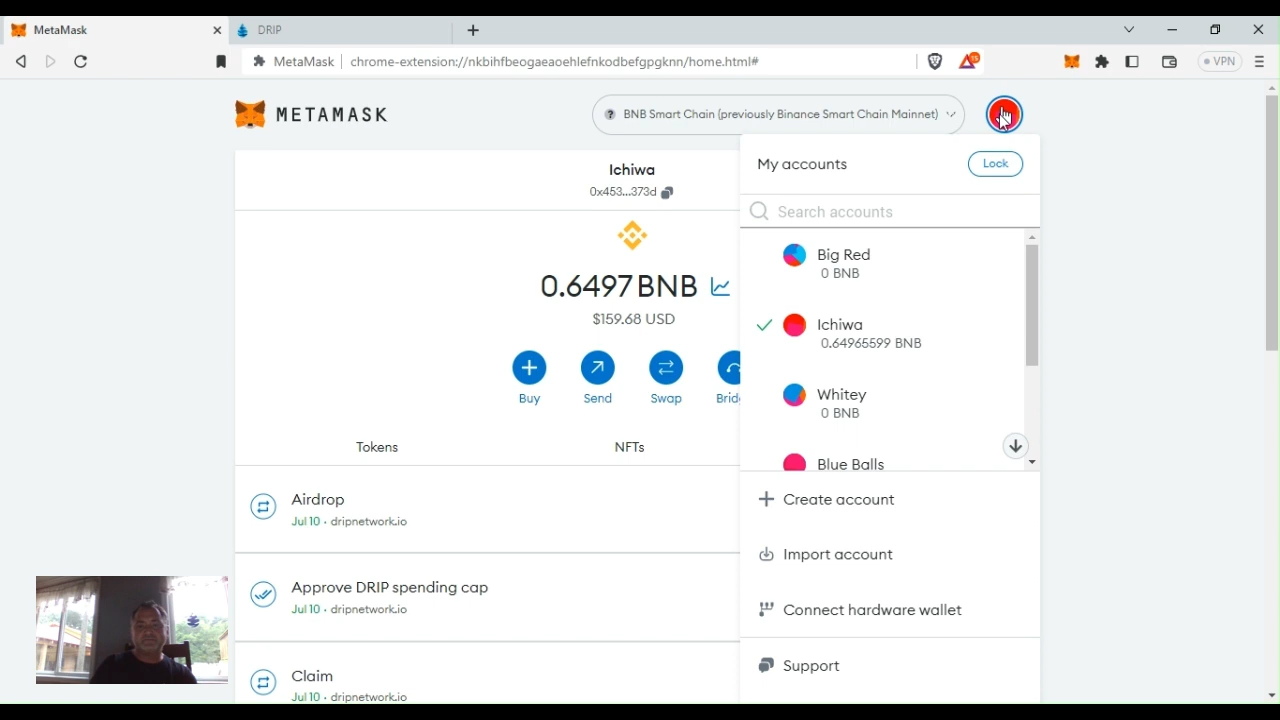 MetaMask
DRIP
MetaMask
chrome-extension://nkbihfbeogaeaoehlefnkodbefgpgknn/home.html#
15
VPN
METAMASK
BNB Smart Chain (previously Binance Smart Chain Mainnet)
Ichiwa
0x453...373d
0.6497 BNB
$159.68 USD
Buy
Send
Swap
Bridg
Tokens
NFTs
Airdrop
Jul 10 · dripnetwork.io
Approve DRIP spending cap
Jul 10 · dripnetwork.io
Claim
Jul 10 · dripnetwork.io
My accounts
Lock
Search accounts
Big Red
0 BNB
Ichiwa
0.64965599 BNB
Whitey
0 BNB
Blue Balls
Create account
Import account
Connect hardware wallet
Support